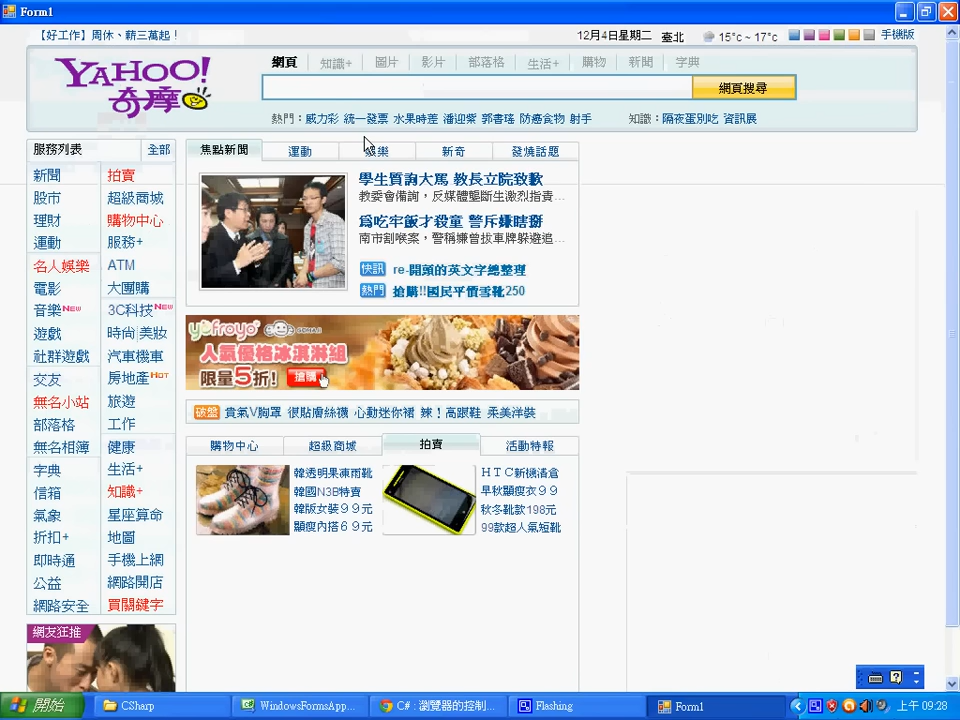 Form1
【好工作】周休、薪三萬起！
12月4日星期二 臺北 15°c ~ 17°c 手機版
YAHOO!
奇摩
網頁 知識+ 圖片 影片 部落格 生活+ 購物 新聞 字典
網頁搜尋
熱門：威力彩 統一發票 水果時差 潘迎紫 郭書瑤 防癌食物 射手
知識：隔夜蛋別吃 資訊展
服務列表 全部
新聞 拍賣
股市 超級商城
理財 購物中心
運動 服務+
名人娛樂 ATM
電影 大團購
音樂NEW 3C科技NEW
遊戲 時尚|美妝
社群遊戲 汽車機車
交友 房地產HOT
無名小站 旅遊
部落格 工作
無名相簿 健康
字典 生活+
信箱 知識+
氣象 星座算命
折扣+ 地圖
即時通 手機上網
公益 網路開店
網路安全 買關鍵字
網友狂推
焦點新聞 運動 娛樂 新奇 發燒話題
學生質詢大罵 教長立院致歉
教委會備詢，反媒體壟斷生激烈指責...
為吃牢飯才殺童 警斥嫌瞎掰
南市割喉案，警稱嫌曾拔車牌躲避追...
快訊 re-開頭的英文字總整理
熱門 搶購!!國民平價雪靴250
yofroyo
人氣優格冰淇淋組
限量5折! 搶購
破盤 貴氣V胸罩 很貼膚絲襪 心動迷你裙 辣！高跟鞋 柔美洋裝
購物中心 超級商城 拍賣 活動特報
韓透明果凍雨靴
韓國N3B特賣
韓版女裝９９元
顯瘦內搭６９元
ＨＴＣ新機清倉
早秋顯瘦衣９９
秋冬靴款198元
99款超人氣短靴
開始 CSharp WindowsFormsApp... C# : 瀏覽器的控制... Flashing Form1 上午 09:28